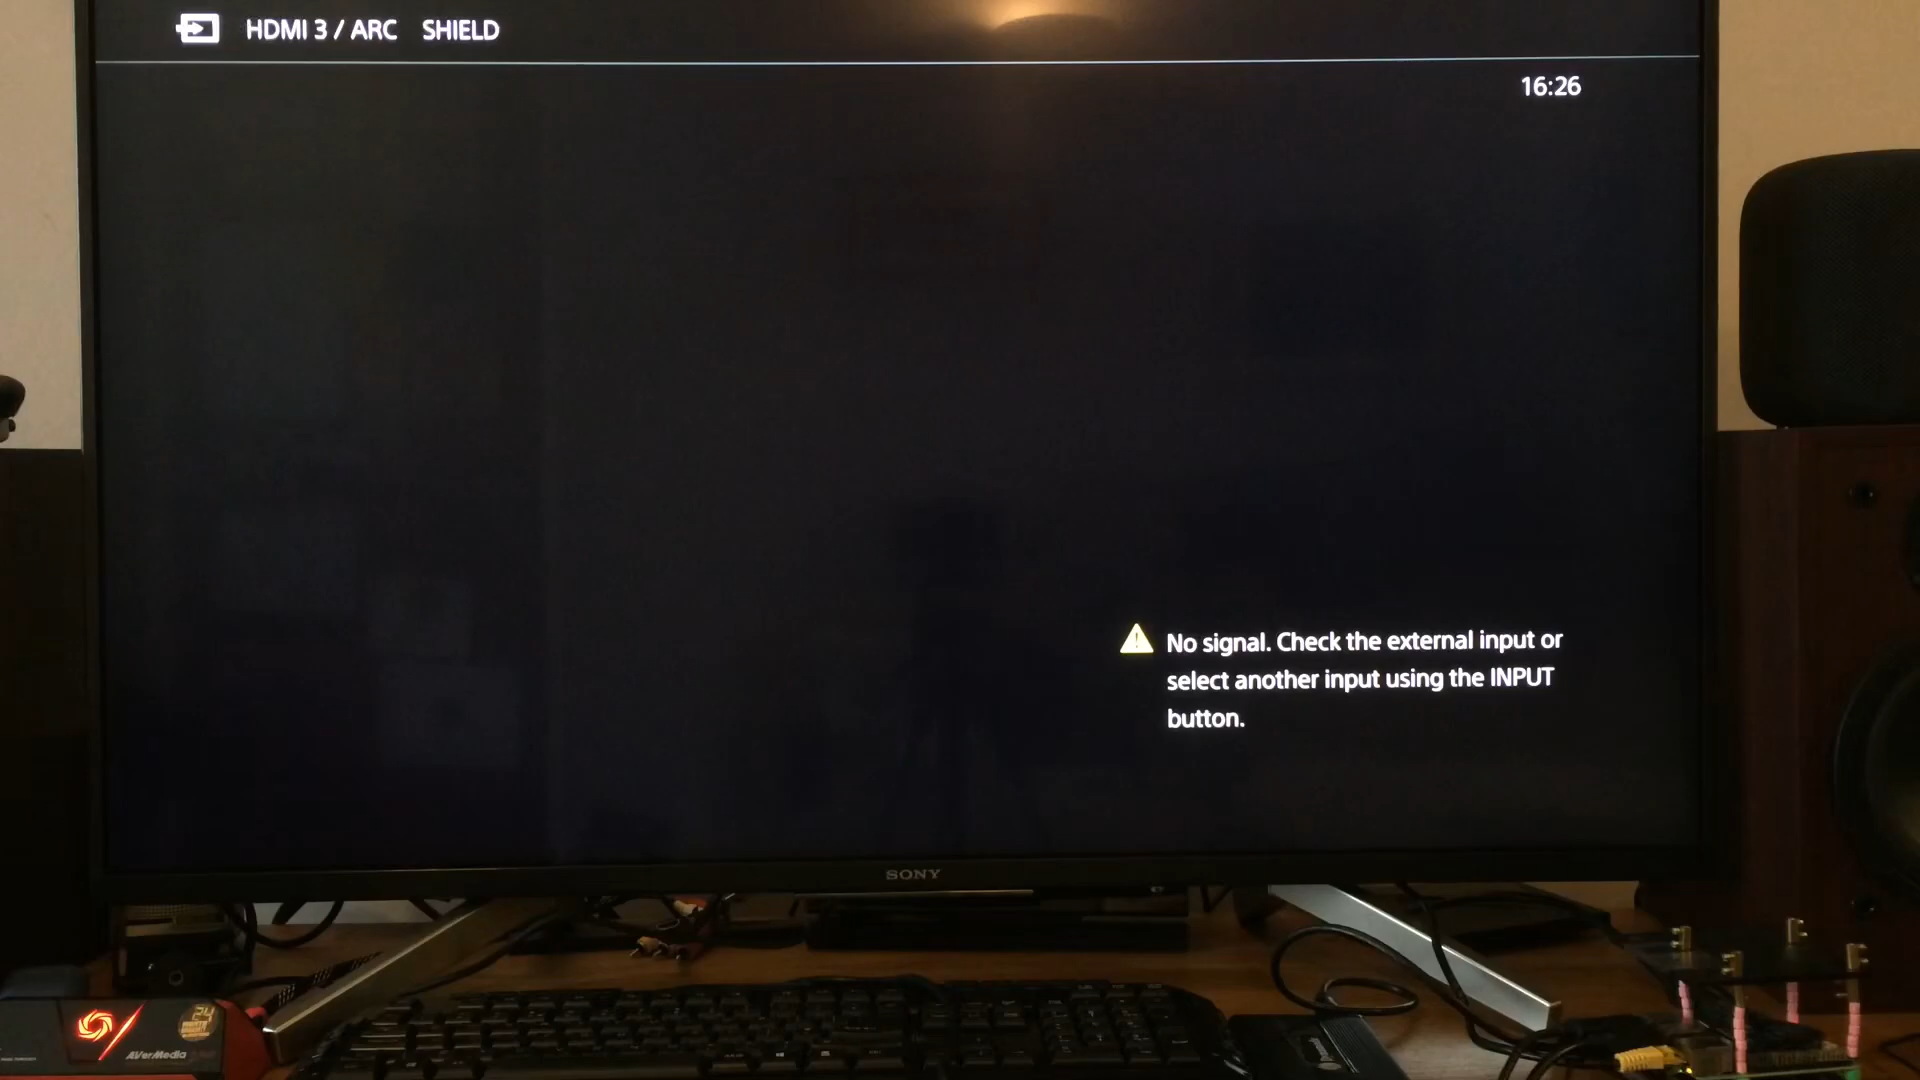 HDMI 3 / ARC SHIELD
16:26
No signal. Check the external input or
select another input using the INPUT
button.
SONY
AVerMedia